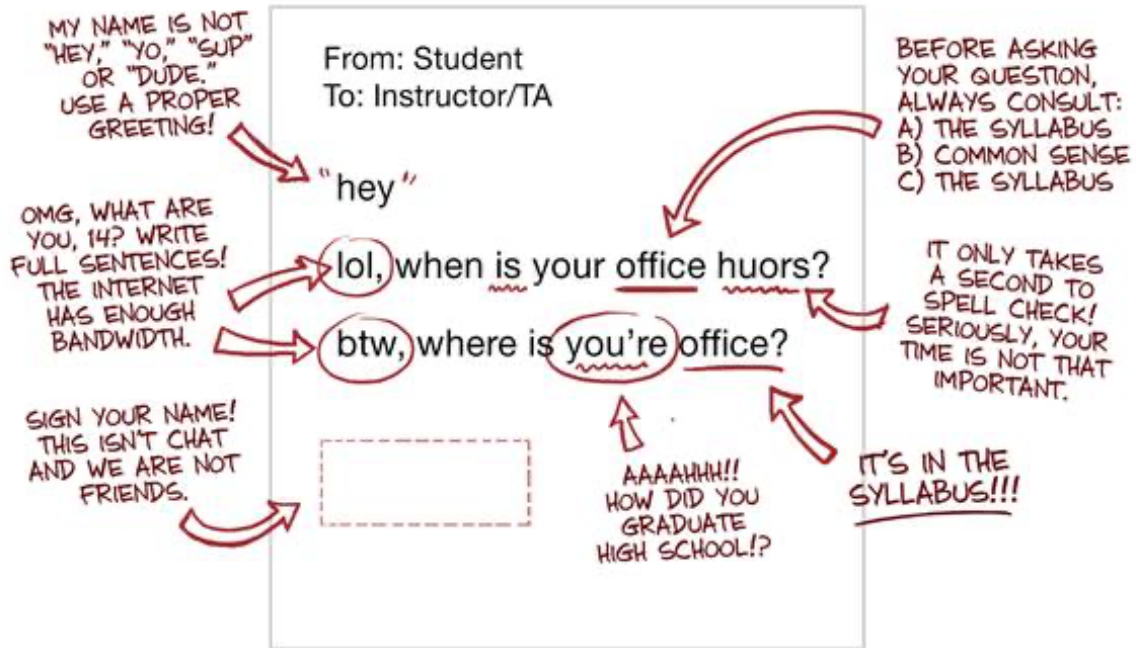 MY NAME IS NOT
"HEY," "YO," "SUP"
OR "DUDE."
USE A PROPER
GREETING!
From: Student
To: Instructor/TA
BEFORE ASKING
YOUR QUESTION,
ALWAYS CONSULT:
A) THE SYLLABUS
B) COMMON SENSE
C) THE SYLLABUS
"hey"
OMG, WHAT ARE
YOU, 14? WRITE
FULL SENTENCES!
THE INTERNET
HAS ENOUGH
BANDWIDTH.
lol, when is your office huors?
IT ONLY TAKES
A SECOND TO
SPELL CHECK!
SERIOUSLY, YOUR
TIME IS NOT THAT
IMPORTANT.
btw, where is you're office?
SIGN YOUR NAME!
THIS ISN'T CHAT
AND WE ARE NOT
FRIENDS.
AAAAHHH!!
HOW DID YOU
GRADUATE
HIGH SCHOOL!?
IT'S IN THE
SYLLABUS!!!